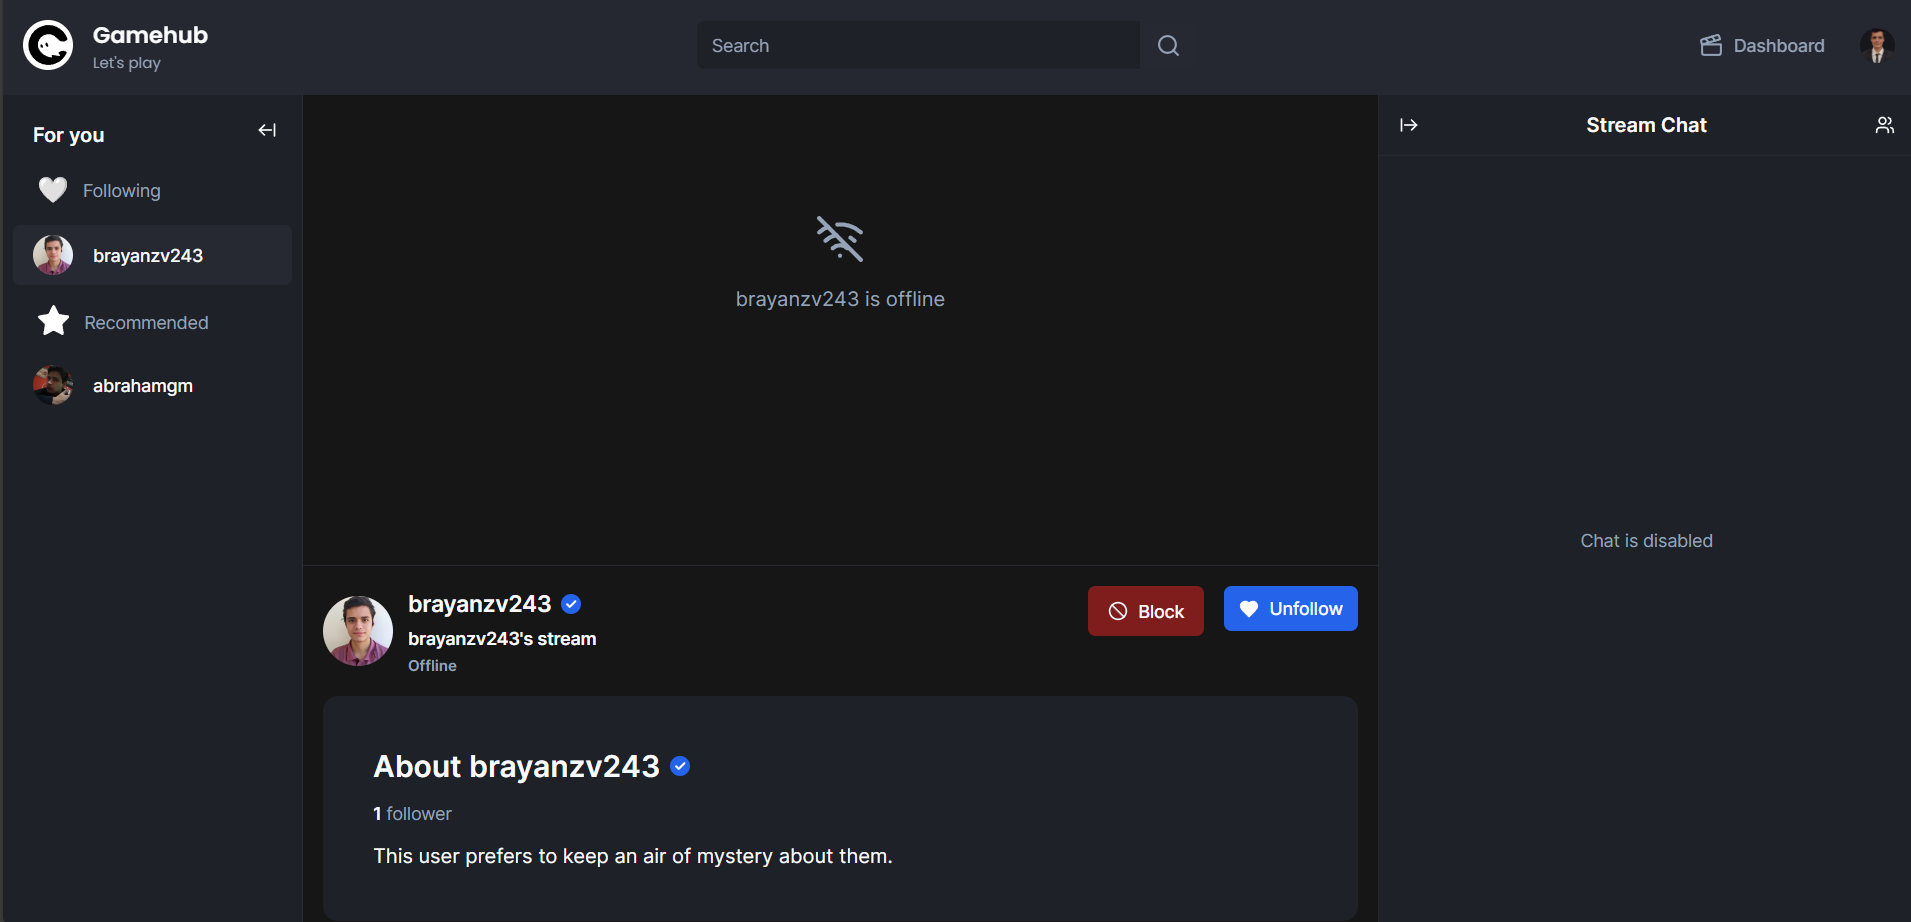 Gamehub
Let's play
Search
Dashboard
For you
Following
brayanzv243
Recommended
abrahamgm
brayanzv243 is offline
brayanzv243
brayanzv243's stream
Offline
Block
Unfollow
About brayanzv243
1 follower
This user prefers to keep an air of mystery about them.
Stream Chat
Chat is disabled